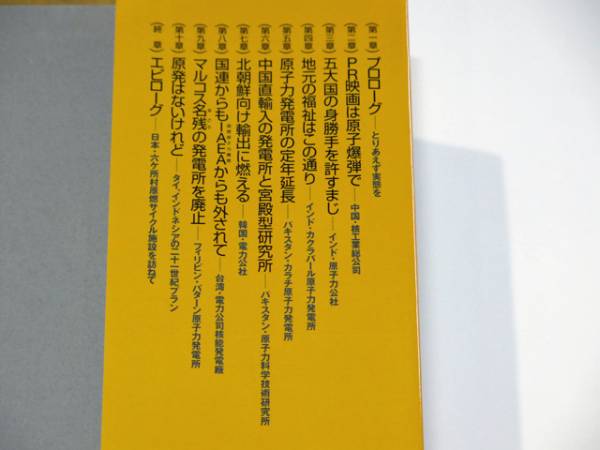 (第一章)プロローグ——とりあえず実態を
(第二章)PR映画は原子爆弾で——中国・核工業総公司
(第三章)五大国の身勝手を許すまじ——インド・原子力公社
(第四章)地元の福祉はこの通り——インド・カクラパール原子力発電所
(第五章)原子力発電所の定年延長——パキスタン・カラチ原子力発電所
(第六章)中国直輸入の発電所と宮殿型研究所——パキスタン・原子力科学技術研究所
(第七章)北朝鮮向け輸出に燃える——韓国・電力公社
(第八章)国連からもIAEAからも外されて——台湾・電力公司核能発電廠
(第九章)マルコス名残の発電所を廃止——フィリピン・バターン原子力発電所
(第十章)原発はないけれど——タイ、インドネシアの二十一世紀プラン
(終 章)エピローグ——日本・六ケ所村原燃サイクル施設を訪ねて